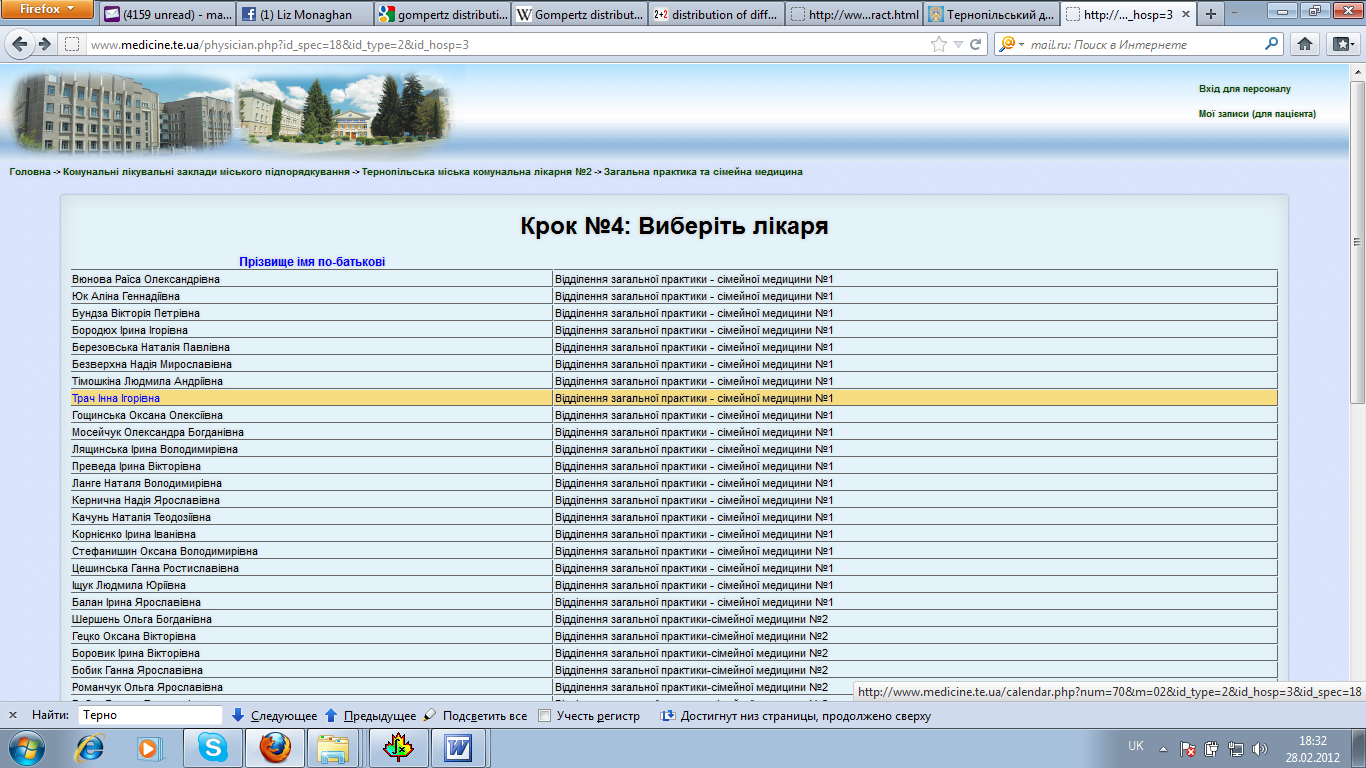 Firefox
(4159 unread) - ma...
(1) Liz Monaghan
gompertz distributi...
Gompertz distribut...
2+2 distribution of diff...
http://ww...ract.html
Тернопільський д...
http://..._hosp=3
www.medicine.te.ua/physician.php?id_spec=18&id_type=2&id_hosp=3
mail.ru: Поиск в Интернете
Вхід для персоналу
Мої записи (для пацієнта)
Головна -> Комунальні лікувальні заклади міського підпорядкування -> Тернопільська міська комунальна лікарня №2 -> Загальна практика та сімейна медицина
Крок №4: Виберіть лікаря
Прізвище імя по-батькові
Вюнова Раїса Олександрівна Відділення загальної практики - сімейної медицини №1
Юк Аліна Геннадіївна Відділення загальної практики - сімейної медицини №1
Бундза Вікторія Петрівна Відділення загальної практики - сімейної медицини №1
Бородюх Ірина Ігорівна Відділення загальної практики - сімейної медицини №1
Березовська Наталія Павлівна Відділення загальної практики - сімейної медицини №1
Безверхна Надія Мирославівна Відділення загальної практики - сімейної медицини №1
Тімошкіна Людмила Андріївна Відділення загальної практики - сімейної медицини №1
Трач Інна Ігорівна Відділення загальної практики - сімейної медицини №1
Гощинська Оксана Олексіївна Відділення загальної практики - сімейної медицини №1
Мосейчук Олександра Богданівна Відділення загальної практики - сімейної медицини №1
Лящинська Ірина Володимирівна Відділення загальної практики - сімейної медицини №1
Преведа Ірина Вікторівна Відділення загальної практики - сімейної медицини №1
Ланге Наталя Володимирівна Відділення загальної практики - сімейної медицини №1
Кернична Надія Ярославівна Відділення загальної практики - сімейної медицини №1
Качунь Наталія Теодозіївна Відділення загальної практики - сімейної медицини №1
Корнієнко Ірина Іванівна Відділення загальної практики - сімейної медицини №1
Стефанишин Оксана Володимирівна Відділення загальної практики - сімейної медицини №1
Цешинська Ганна Ростиславівна Відділення загальної практики - сімейної медицини №1
Іщук Людмила Юріївна Відділення загальної практики - сімейної медицини №1
Балан Ірина Ярославівна Відділення загальної практики - сімейної медицини №1
Шершень Ольга Богданівна Відділення загальної практики-сімейної медицини №2
Гецко Оксана Вікторівна Відділення загальної практики-сімейної медицини №2
Боровик Ірина Вікторівна Відділення загальної практики-сімейної медицини №2
Бобик Ганна Ярославівна Відділення загальної практики-сімейної медицини №2
Романчук Ольга Ярославівна Відділення загальної практики-сімейної медицини №2
http://www.medicine.te.ua/calendar.php?num=70&m=02&id_type=2&id_hosp=3&id_spec=18
Найти: Терно Следующее Предыдущее Подсветить все Учесть регистр Достигнут низ страницы, продолжено сверху
UK
18:32
28.02.2012